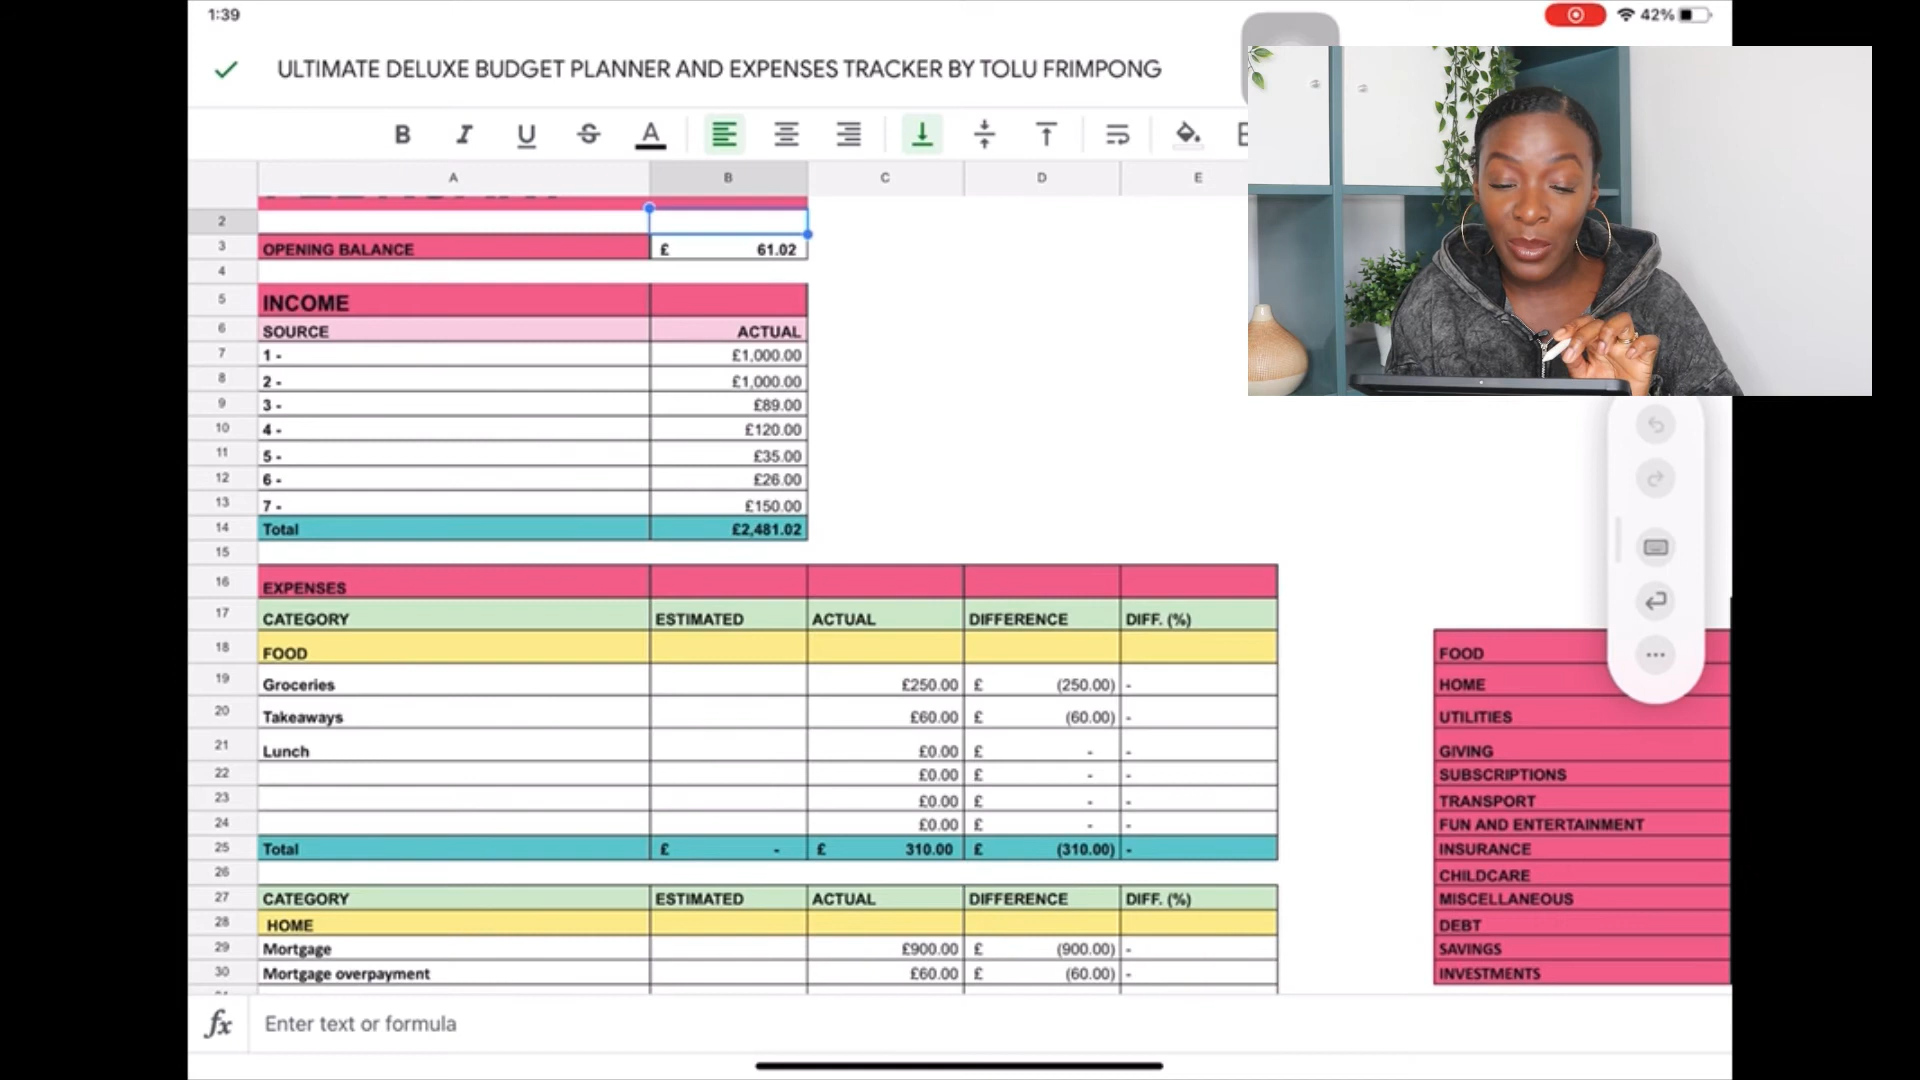 1:39
42%
ULTIMATE DELUXE BUDGET PLANNER AND EXPENSES TRACKER BY TOLU FRIMPONG
B I U S A
A B C D E
2
3 OPENING BALANCE £ 61.02
4
5 INCOME
6 SOURCE ACTUAL
7 1 - £1,000.00
8 2 - £1,000.00
9 3 - £89.00
10 4 - £120.00
11 5 - £35.00
12 6 - £26.00
13 7 - £150.00
14 Total £2,481.02
15
16 EXPENSES
17 CATEGORY ESTIMATED ACTUAL DIFFERENCE DIFF. (%)
18 FOOD FOOD
19 Groceries £250.00 £ (250.00) - HOME
20 Takeaways £60.00 £ (60.00) - UTILITIES
21 Lunch £0.00 £ - - GIVING
22 £0.00 £ - - SUBSCRIPTIONS
23 £0.00 £ - - TRANSPORT
24 £0.00 £ - - FUN AND ENTERTAINMENT
25 Total £ - £ 310.00 £ (310.00) - INSURANCE
26 CHILDCARE
27 CATEGORY ESTIMATED ACTUAL DIFFERENCE DIFF. (%) MISCELLANEOUS
28 HOME DEBT
29 Mortgage £900.00 £ (900.00) - SAVINGS
30 Mortgage overpayment £60.00 £ (60.00) - INVESTMENTS
fx Enter text or formula